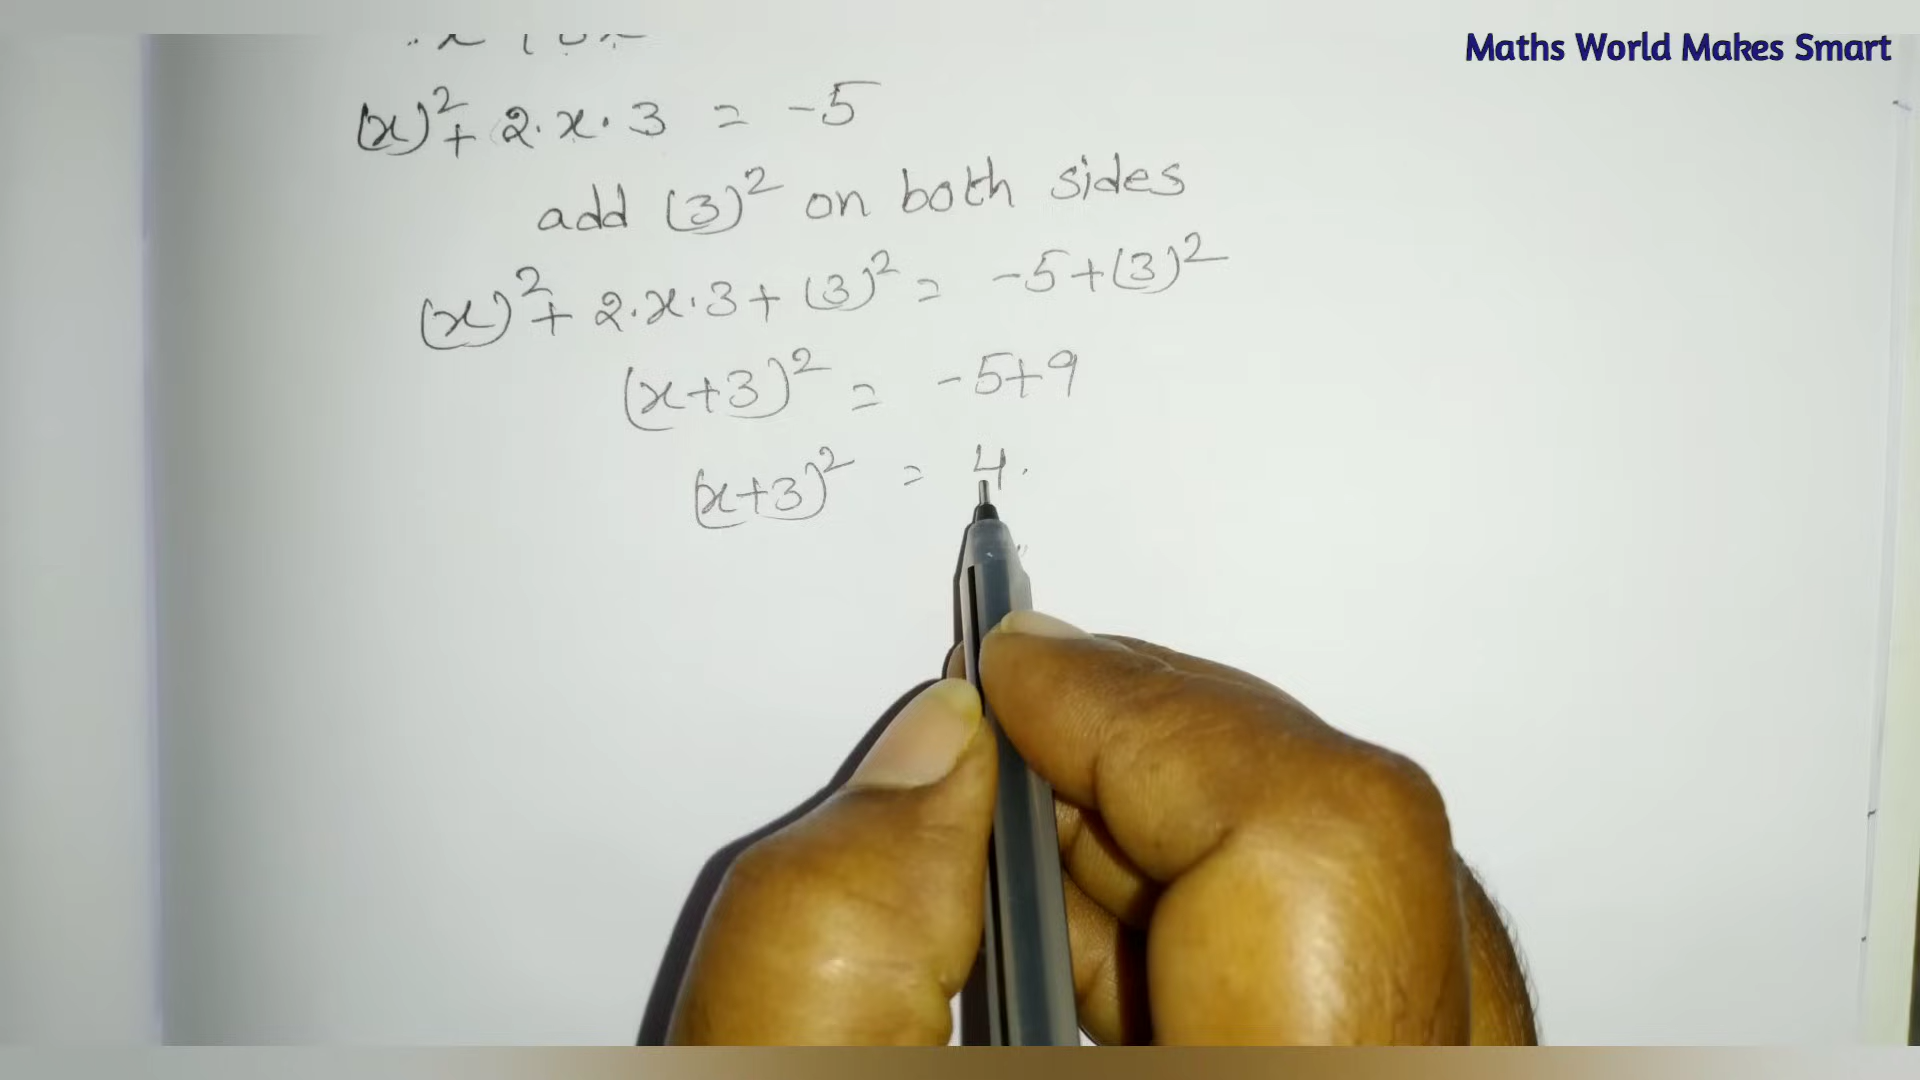 Maths World Makes Smart
(x)² + 2·x·3 = -5
add (3)² on both sides
(x)² + 2·x·3 + (3)² = -5+(3)²
(x+3)² = -5+9
(x+3)² = 4.